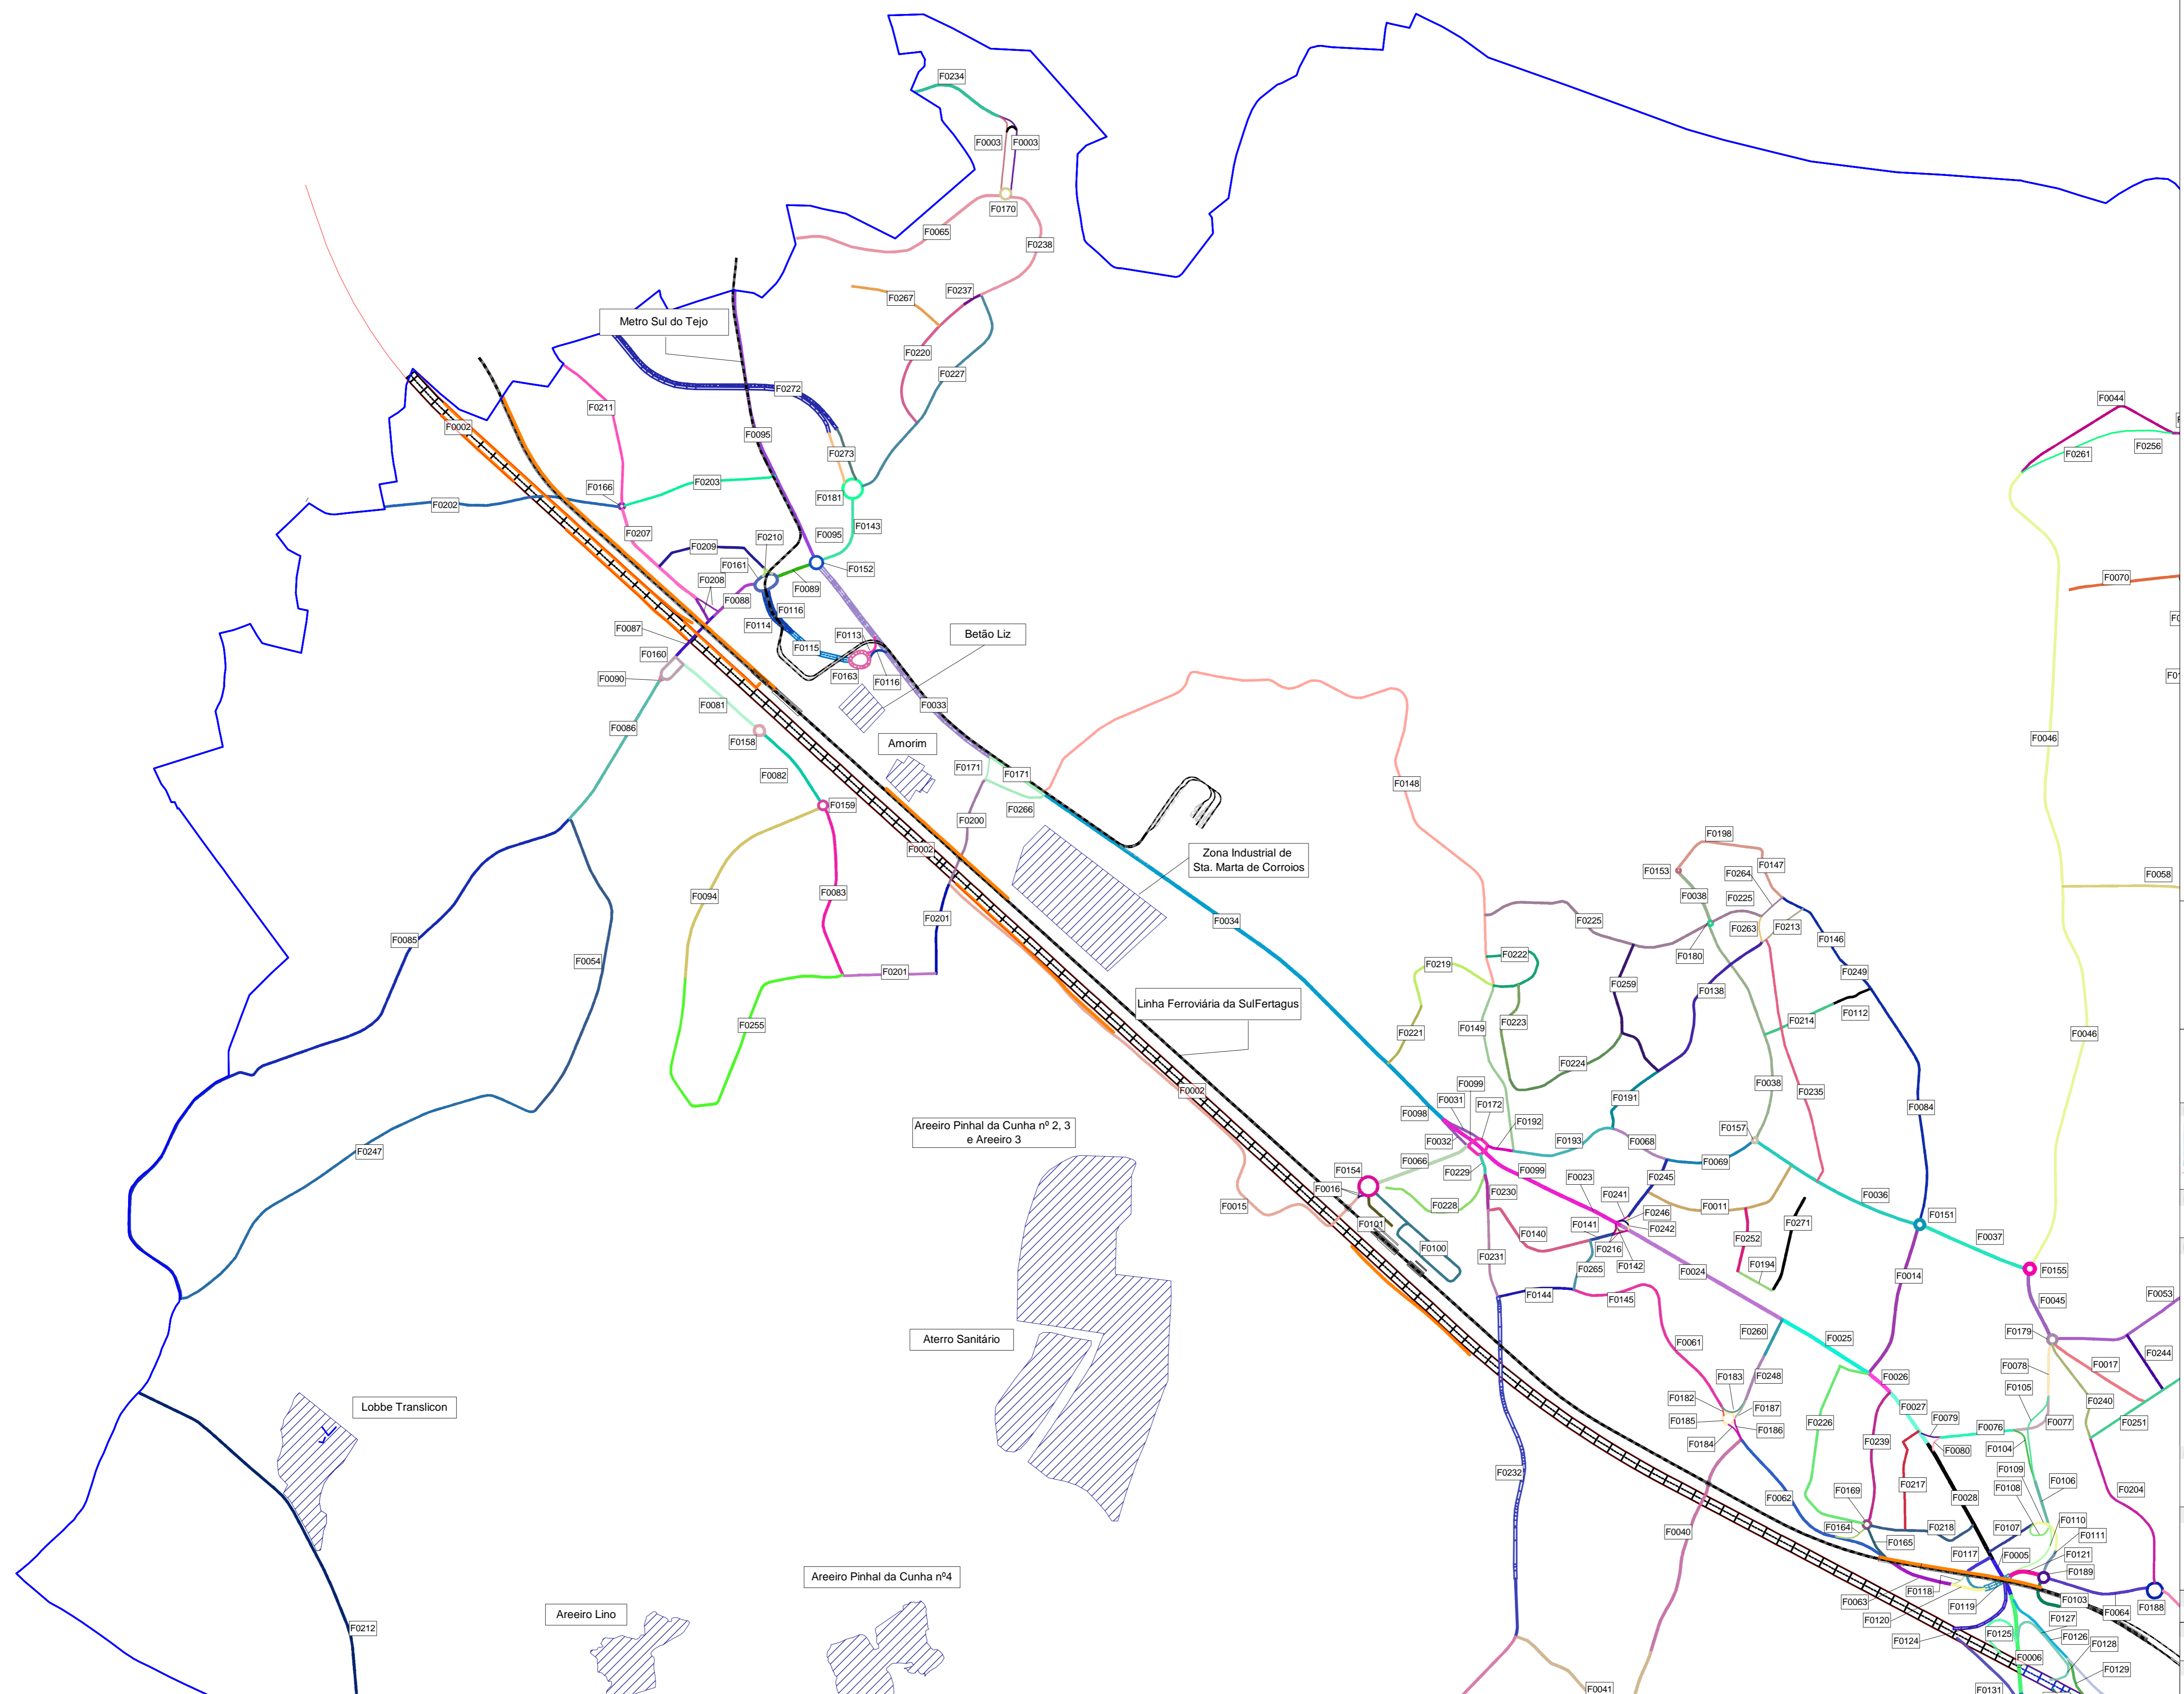 F0234
F0003
F0003
F0170
F0065
F0238
F0267
F0237
Metro Sul do Tejo
F0220
F0227
F0272
F0044
F0211
F0002
F0095
F0256
F0261
F0273
F0203
F0166
F0181
F0202
F0207
F0095
F0143
F0210
F0209
F0161
F0152
F0070
F0208
F0089
F0088
F0116
F0087
F0114
F0113
Betão Liz
F0115
F0160
F0163
F0116
F0090
F0081
F0033
F0086
F0158
Amorim
F0046
F0171
F0171
F0082
F0148
F0159
F0266
F0200
F0198
F0002
Zona Industrial de
Sta. Marta de Corroios
F0153
F0147
F0264
F0058
F0094
F0083
F0038
F0225
F0201
F0034
F0225
F0263
F0213
F0085
F0146
F0222
F0180
F0054
F0219
F0201
F0249
F0259
F0138
Linha Ferroviária da SulFertagus
F0112
F0255
F0223
F0214
F0149
F0221
F0046
F0224
F0099
F0038
F0002
F0235
F0031
F0191
F0172
F0084
F0098
Areeiro Pinhal da Cunha nº 2, 3
e Areeiro 3
F0192
F0157
F0032
F0193
F0068
F0247
F0066
F0069
F0154
F0229
F0099
F0023
F0245
F0016
F0230
F0241
F0036
F0015
F0228
F0246
F0011
F0151
F0101
F0141
F0242
F0271
F0140
F0252
F0037
F0100
F0216
F0231
F0142
F0265
F0024
F0194
F0155
F0014
F0144
F0145
F0053
F0045
F0260
F0179
Aterro Sanitário
F0061
F0025
F0244
F0078
F0017
F0183
F0248
F0026
F0105
F0182
F0240
Lobbe Translicon
F0187
F0027
F0185
F0079
F0226
F0076
F0077
F0251
F0186
F0239
F0184
F0080
F0104
F0232
F0109
F0106
F0217
F0108
F0169
F0204
F0062
F0028
F0110
F0164
F0218
F0107
F0040
F0111
F0165
F0117
F0005
F0121
F0189
Areeiro Pinhal da Cunha nº4
F0118
F0063
F0119
F0103
F0188
Areeiro Lino
F0120
F0064
F0212
F0127
F0125
F0126
F0124
F0128
F0006
F0129
F0041
F0131